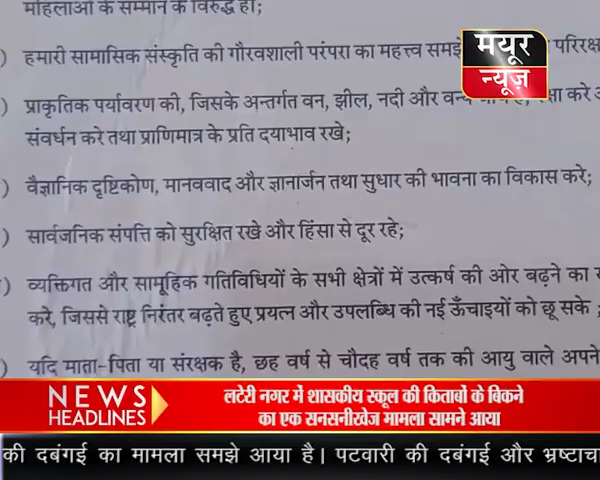 महिलाओं के सम्मान के विरुद्ध हों;
) हमारी सामासिक संस्कृति की गौरवशाली परंपरा का महत्त्व समझे
मयूर
न्यूज़
) प्राकृतिक पर्यावरण की, जिसके अन्तर्गत वन, झील, नदी और वन्य
संवर्धन करे तथा प्राणिमात्र के प्रति दयाभाव रखे;
) वैज्ञानिक दृष्टिकोण, मानववाद और ज्ञानार्जन तथा सुधार की भावना का विकास करे;
) सार्वजनिक संपत्ति को सुरक्षित रखे और हिंसा से दूर रहे;
) व्यक्तिगत और सामूहिक गतिविधियों के सभी क्षेत्रों में उत्कर्ष की ओर बढ़ने का
करे, जिससे राष्ट्र निरंतर बढ़ते हुए प्रयत्न और उपलब्धि की नई ऊँचाइयों को छू सके ;
) यदि माता-पिता या संरक्षक है, छह वर्ष से चौदह वर्ष तक की आयु वाले अपने
NEWS HEADLINES
लटेरी नगर में शासकीय स्कूल की किताबों के बिकने
का एक सनसनीखेज मामला सामने आया
की दबंगई का मामला समझे आया है। पटवारी की दबंगई और भ्रष्टाचा